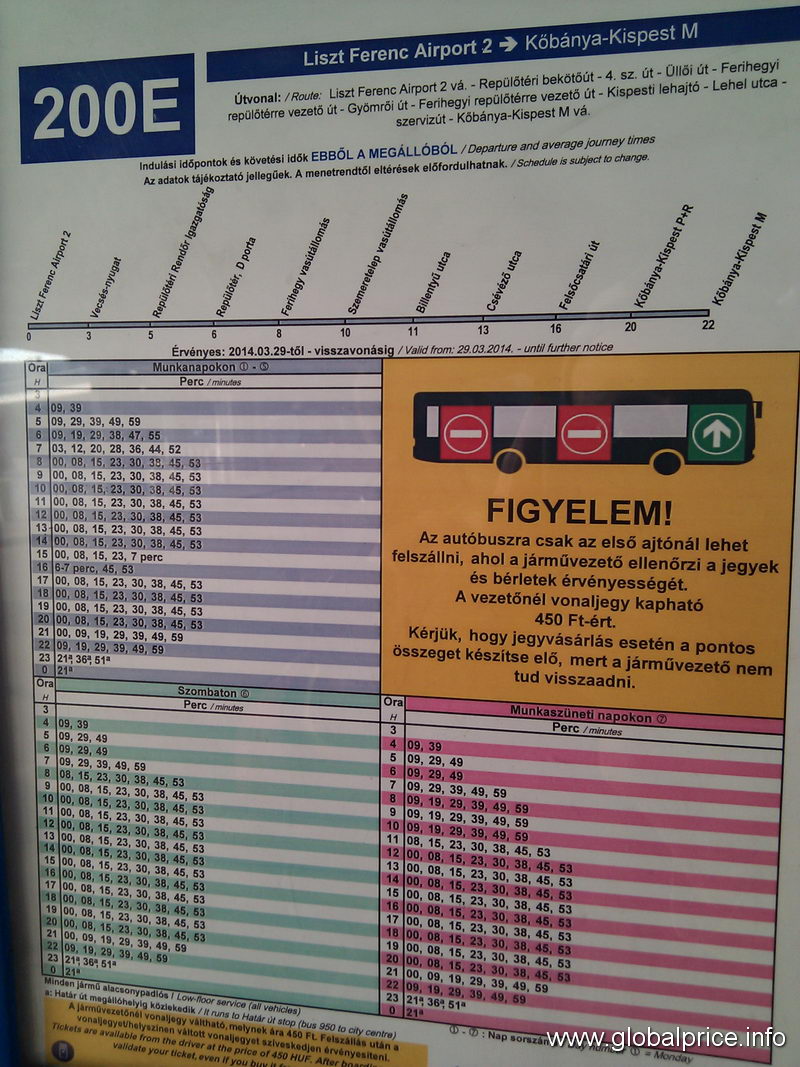 200E
Liszt Ferenc Airport 2 ➔ Kőbánya-Kispest M
Útvonal: / Route: Liszt Ferenc Airport 2 vá. - Repülőtéri bekötőút - 4. sz. út - Üllői út - Ferihegyi
repülőtérre vezető út - Gyömrői út - Ferihegyi repülőtérre vezető út - Kispesti lehajtó - Lehel utca -
szervizút - Kőbánya-Kispest M vá.
Indulási időpontok és követési idők EBBŐL A MEGÁLLÓBÓL / Departure and average journey times
Az adatok tájékoztató jellegűek. A menetrendtől eltérések előfordulhatnak. / Schedule is subject to change.
Liszt Ferenc Airport 2
Vecsés-nyugat
Repülőtéri Rendőr Igazgatóság
Repülőtér, D porta
Ferihegy vasútállomás
Szemeretelep vasútállomás
Billentyű utca
Csévéző utca
Felsőcsatári út
Kőbánya-Kispest P+R
Kőbánya-Kispest M
0 3 5 6 8 10 11 13 16 20 22
Érvényes: 2014.03.29-től - visszavonásig / Valid from: 29.03.2014. - until further notice
Óra Munkanapokon ① - ⑤
H Perc / minutes
3
4 09, 39
5 09, 29, 39, 49, 59
6 09, 19, 29, 38, 47, 55
7 03, 12, 20, 28, 36, 44, 52
8 00, 08, 15, 23, 30, 38, 45, 53
9 00, 08, 15, 23, 30, 38, 45, 53
10 00, 08, 15, 23, 30, 38, 45, 53
11 00, 08, 15, 23, 30, 38, 45, 53
12 00, 08, 15, 23, 30, 38, 45, 53
13 00, 08, 15, 23, 30, 38, 45, 53
14 00, 08, 15, 23, 30, 38, 45, 53
15 00, 08, 15, 23, 7 perc
16 6-7 perc, 45, 53
17 00, 08, 15, 23, 30, 38, 45, 53
18 00, 08, 15, 23, 30, 38, 45, 53
19 00, 08, 15, 23, 30, 38, 45, 53
20 00, 08, 15, 23, 30, 38, 45, 53
21 00, 09, 19, 29, 39, 49, 59
22 09, 19, 29, 39, 49, 59
23 21ª, 36ª, 51ª
0 21ª
FIGYELEM!
Az autóbuszra csak az első ajtónál lehet
felszállni, ahol a járművezető ellenőrzi a jegyek
és bérletek érvényességét.
A vezetőnél vonaljegy kapható
450 Ft-ért.
Kérjük, hogy jegyvásárlás esetén a pontos
összeget készítse elő, mert a járművezető nem
tud visszaadni.
Óra Szombaton ⑥
H Perc / minutes
3
4 09, 39
5 09, 29, 49
6 09, 29, 49
7 09, 29, 39, 49, 59
8 08, 15, 23, 30, 38, 45, 53
9 00, 08, 15, 23, 30, 38, 45, 53
10 00, 08, 15, 23, 30, 38, 45, 53
11 00, 08, 15, 23, 30, 38, 45, 53
12 00, 08, 15, 23, 30, 38, 45, 53
13 00, 08, 15, 23, 30, 38, 45, 53
14 00, 08, 15, 23, 30, 38, 45, 53
15 00, 08, 15, 23, 30, 38, 45, 53
16 00, 08, 15, 23, 30, 38, 45, 53
17 00, 08, 15, 23, 30, 38, 45, 53
18 00, 08, 15, 23, 30, 38, 45, 53
19 00, 08, 15, 23, 30, 38, 45, 53
20 00, 08, 15, 23, 30, 38, 45, 53
21 00, 09, 19, 29, 39, 49, 59
22 09, 19, 29, 39, 49, 59
23 21ª, 36ª, 51ª
0 21ª
Óra Munkaszüneti napokon ⑦
H Perc / minutes
3
4 09, 39
5 09, 29, 49
6 09, 29, 49
7 09, 29, 39, 49, 59
8 09, 19, 29, 39, 49, 59
9 09, 19, 29, 39, 49, 59
10 09, 19, 29, 39, 49, 59
11 08, 15, 23, 30, 38, 45, 53
12 00, 08, 15, 23, 30, 38, 45, 53
13 00, 08, 15, 23, 30, 38, 45, 53
14 00, 08, 15, 23, 30, 38, 45, 53
15 00, 08, 15, 23, 30, 38, 45, 53
16 00, 08, 15, 23, 30, 38, 45, 53
17 00, 08, 15, 23, 30, 38, 45, 53
18 00, 08, 15, 23, 30, 38, 45, 53
19 00, 08, 15, 23, 30, 38, 45, 53
20 00, 08, 15, 23, 30, 38, 45, 53
21 00, 09, 19, 29, 39, 49, 59
22 09, 19, 29, 39, 49, 59
23 21ª, 36ª, 51ª
0 21ª
Minden jármű alacsonypadlós / Low-floor service (all vehicles)
a: Határ út megállóhelyig közlekedik / It runs to Határ út stop (bus 950 to city centre)
A járművezetőnél vonaljegy váltható, melynek ára 450 Ft. Felszállás után a
vonaljegyet helyszínen váltott vonaljegyet szíveskedjen érvényesíteni.
Tickets are available from the driver at the price of 450 HUF. After
validate your ticket, even if you buy it
① - ⑦ : Nap ① = Monday
www.globalprice.info